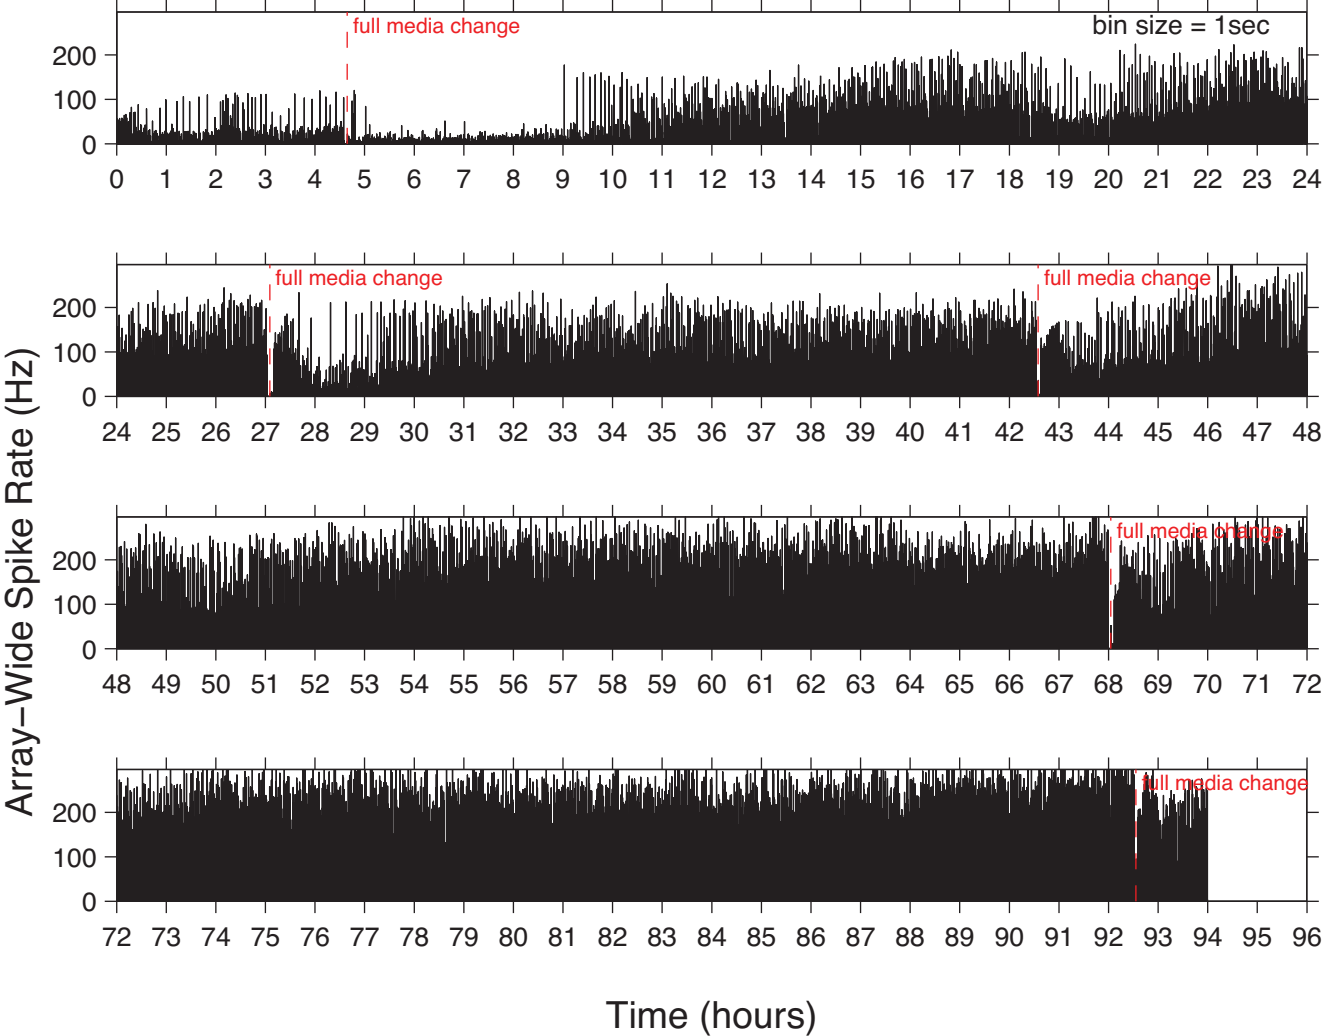 full media change
bin size = 1sec
200
100
0
0 1 2 3 4 5 6 7 8 9 10 11 12 13 14 15 16 17 18 19 20 21 22 23 24
full media change
full media change
200
100
0
24 25 26 27 28 29 30 31 32 33 34 35 36 37 38 39 40 41 42 43 44 45 46 47 48
full media change
200
100
0
48 49 50 51 52 53 54 55 56 57 58 59 60 61 62 63 64 65 66 67 68 69 70 71 72
full media change
200
100
0
72 73 74 75 76 77 78 79 80 81 82 83 84 85 86 87 88 89 90 91 92 93 94 95 96
Array–Wide Spike Rate (Hz)
Time (hours)